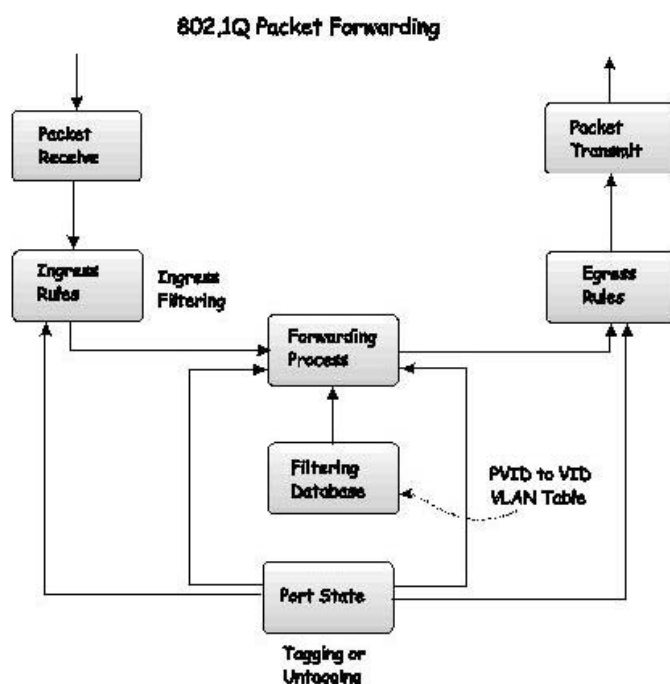 802,1Q Packet Forwarding
Packet
Receive
Packet
Transmit
Ingress
Rules
Ingress
Filtering
Egress
Rules
Forwarding
Process
Filtering
Database
PVID to VID
VLAN Table
Port State
Tagging or
Untagging